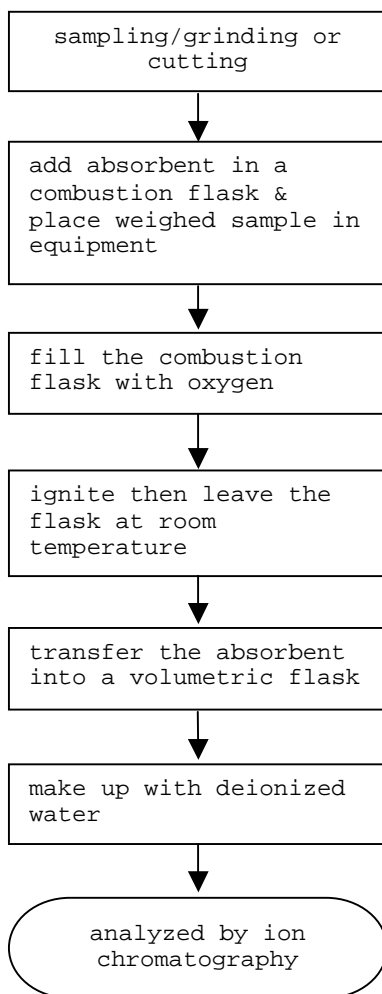 sampling/grinding or
cutting
add absorbent in a
combustion flask &
place weighed sample in
equipment
fill the combustion
flask with oxygen
ignite then leave the
flask at room
temperature
transfer the absorbent
into a volumetric flask
make up with deionized
water
analyzed by ion
chromatography